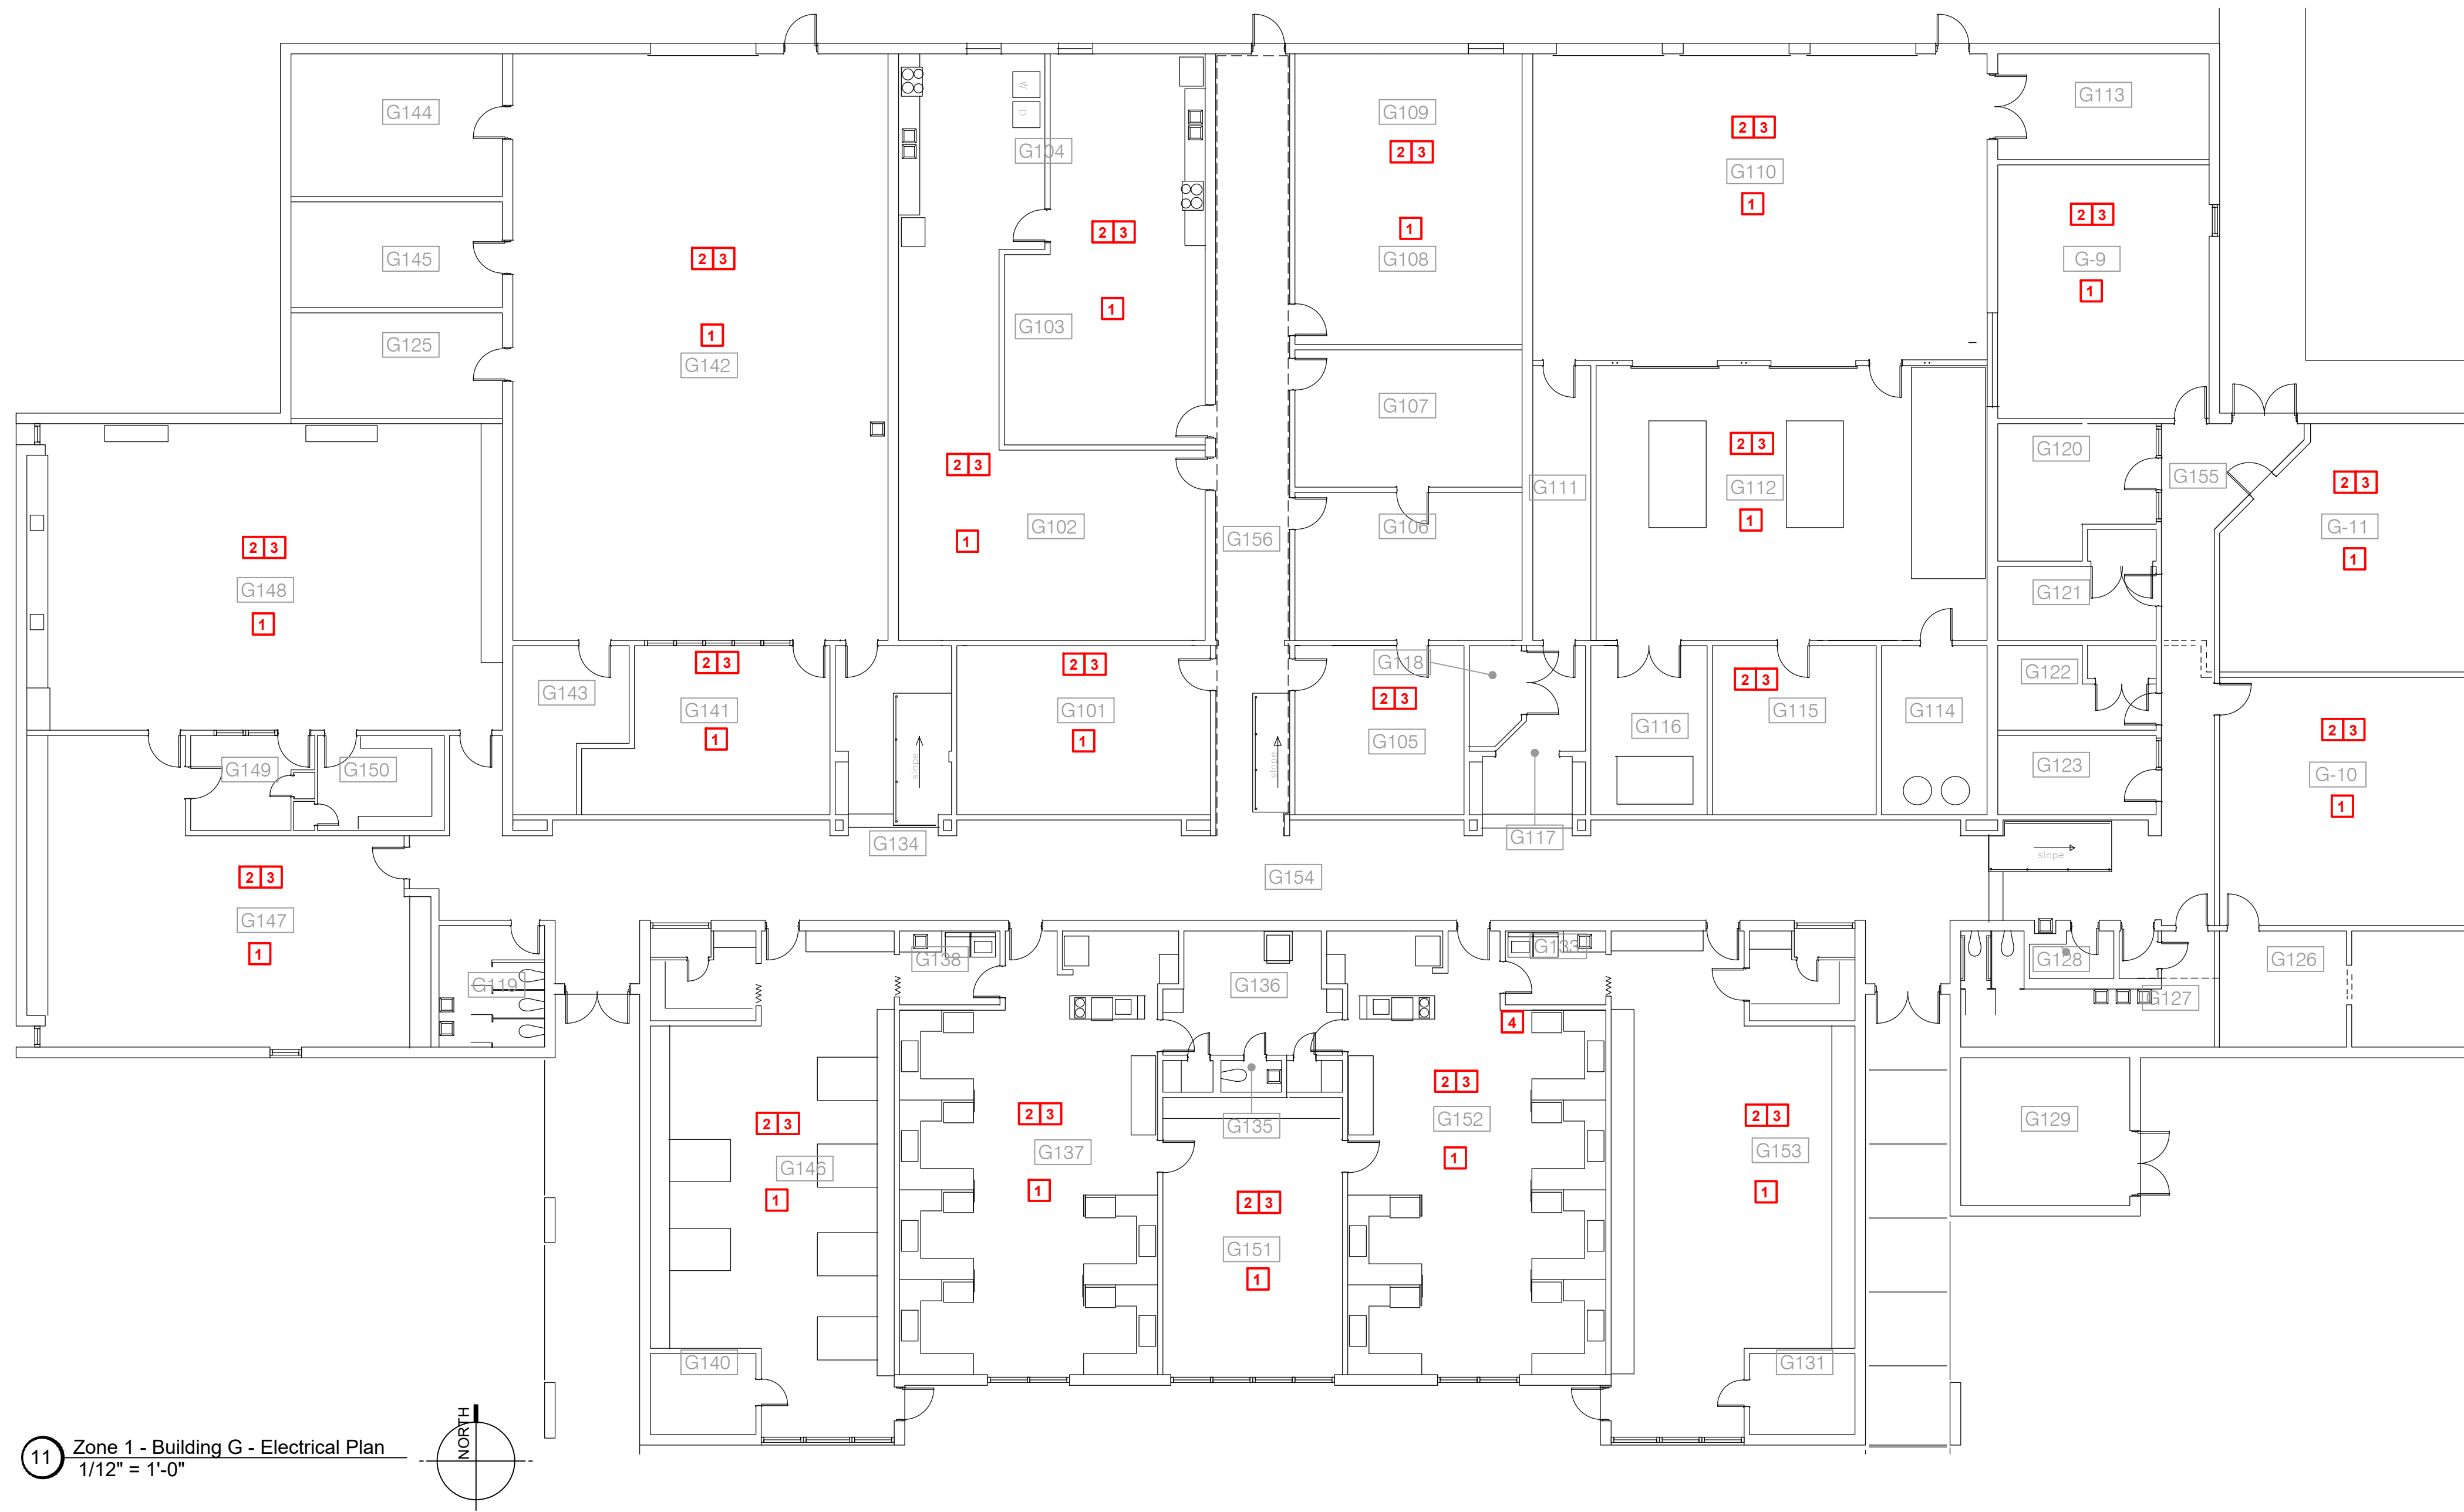 G144
G104
W
D
G109
2 3
2 3
G110
1
G113
G145
2 3
1
G142
2 3
1
G103
1
G108
2 3
G-9
1
G125
G107
2 3
G112
1
G120
G155
2 3
G-11
1
2 3
G148
1
2 3
1
G102
G156
G106
G111
G121
2 3
G141
1
G143
2 3
G101
1
G118
2 3
G105
2 3
G115
G116
G114
G122
G123
2 3
G-10
1
slope
slope
G149
G150
G134
G117
slope
G154
2 3
G147
1
G119
G138
G136
G133
G128
G127
G126
4
2 3
G146
1
2 3
G137
1
G135
2 3
G151
1
2 3
G152
1
2 3
G153
1
G129
G140
G131
11
Zone 1 - Building G - Electrical Plan
1/12" = 1'-0"
NORTH